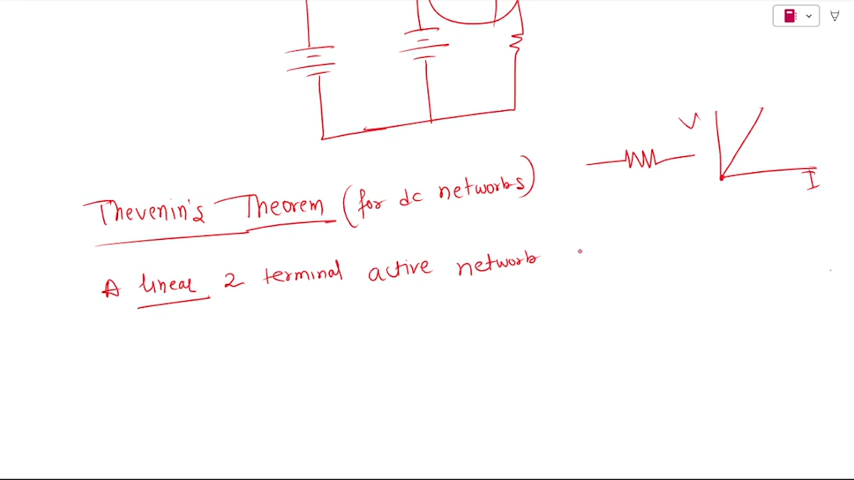 V
I
Thevenin's Theorem (for dc networks)
A linear 2 terminal active network